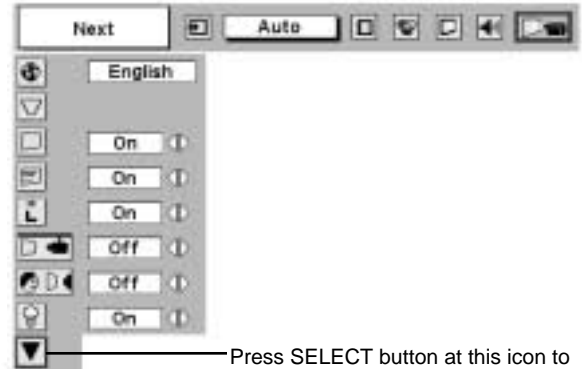 Next Auto
English
On
On
On
Off
Off
On
Press SELECT button at this icon to